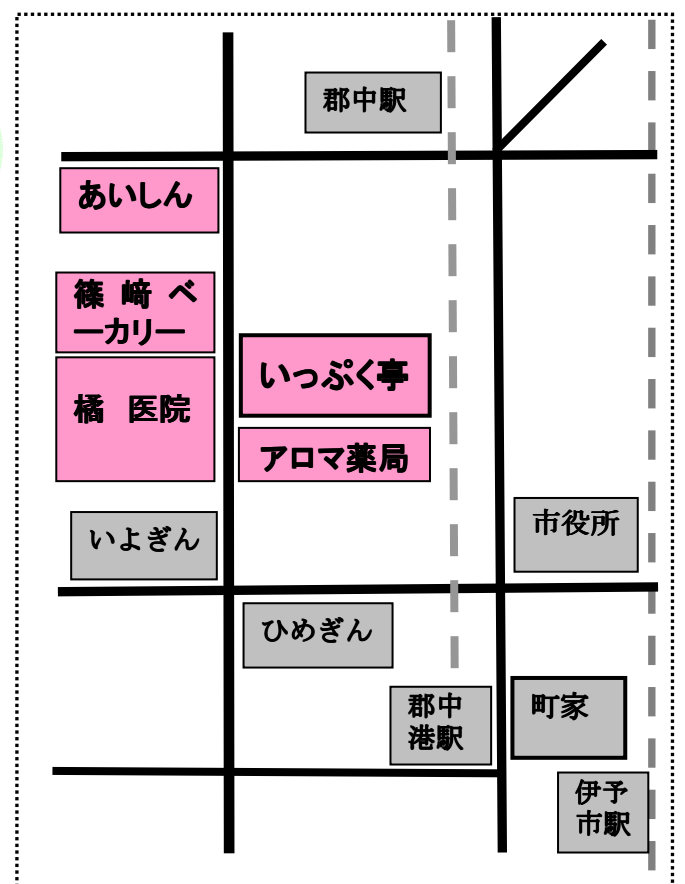 郡中駅
あいしん
篠 﨑 ベ
ーカリー
いっぷく亭
橘 医院
アロマ薬局
いよぎん
市役所
ひめぎん
郡中
港駅
町家
伊予
市駅